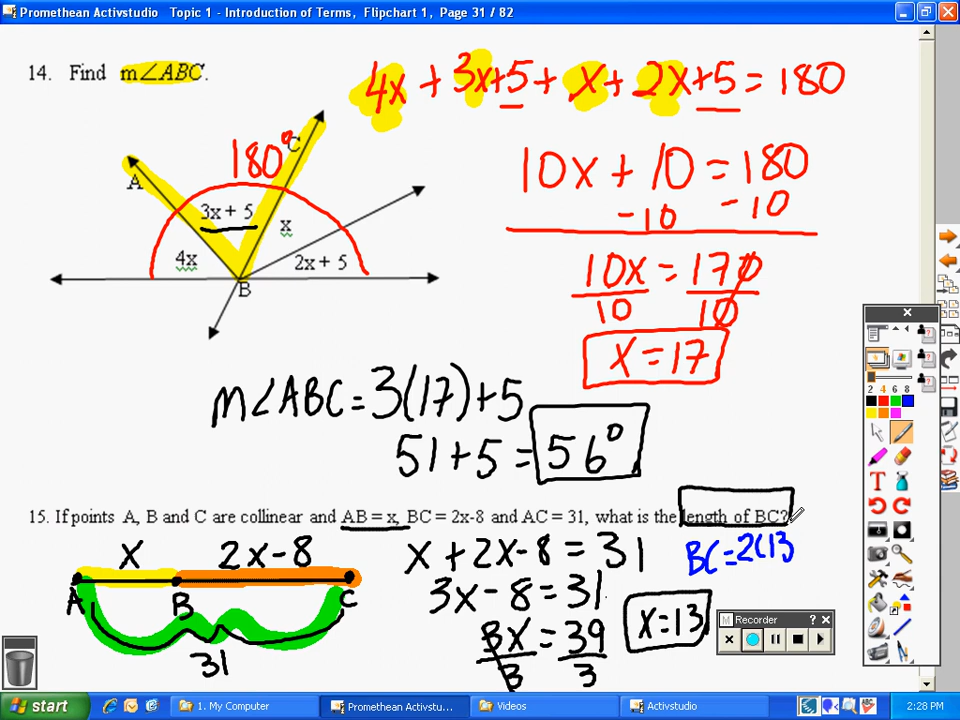 Promethean Activstudio Topic 1 - Introduction of Terms, Flipchart 1, Page 31 / 82
14. Find m∠ABC.
4x + 3x+5 + x + 2x+5 = 180
180°
C
A
3x + 5
x
4x
2x + 5
B
10x + 10 = 180
-10 -10
10x = 170
10 10
x = 17
m∠ABC = 3(17)+5
51+5 = 56°
15. If points A, B and C are collinear and AB = x, BC = 2x-8 and AC = 31, what is the length of BC?
x 2x-8
A B C
31
x + 2x-8 = 31
3x - 8 = 31
3x = 39
3 3
x=13
BC=2(13
2 4 6 8
T
Recorder
start
1. My Computer
Promethean Activstu...
Videos
Activstudio
2:28 PM